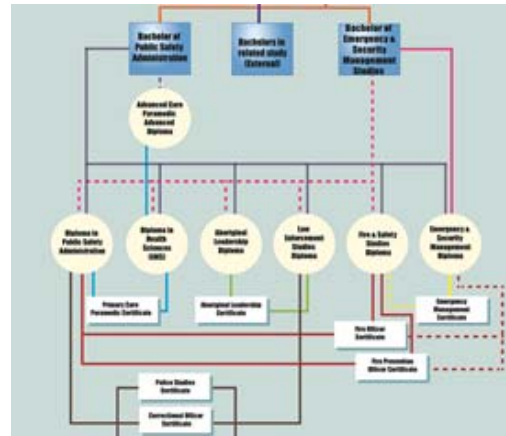 Bachelor of
Public Safety
Administration
Bachelors in
related study
(External)
Bachelor of
Emergency &
Security
Management
Studies
Advanced Care
Paramedic
Advanced
Diploma
Diploma in
Public Safety
Administration
Diploma in
Health
Sciences
(EMS)
Aboriginal
Leadership
Diploma
Law
Enforcement
Studies
Diploma
Fire & Safety
Studies
Diploma
Emergency &
Security
Management
Diploma
Primary Care
Paramedic Certificate
Aboriginal Leadership
Certificate
Emergency
Management
Certificate
Fire Officer
Certificate
Fire Prevention
Officer Certificate
Police Studies
Certificate
Correctional Officer
Certificate